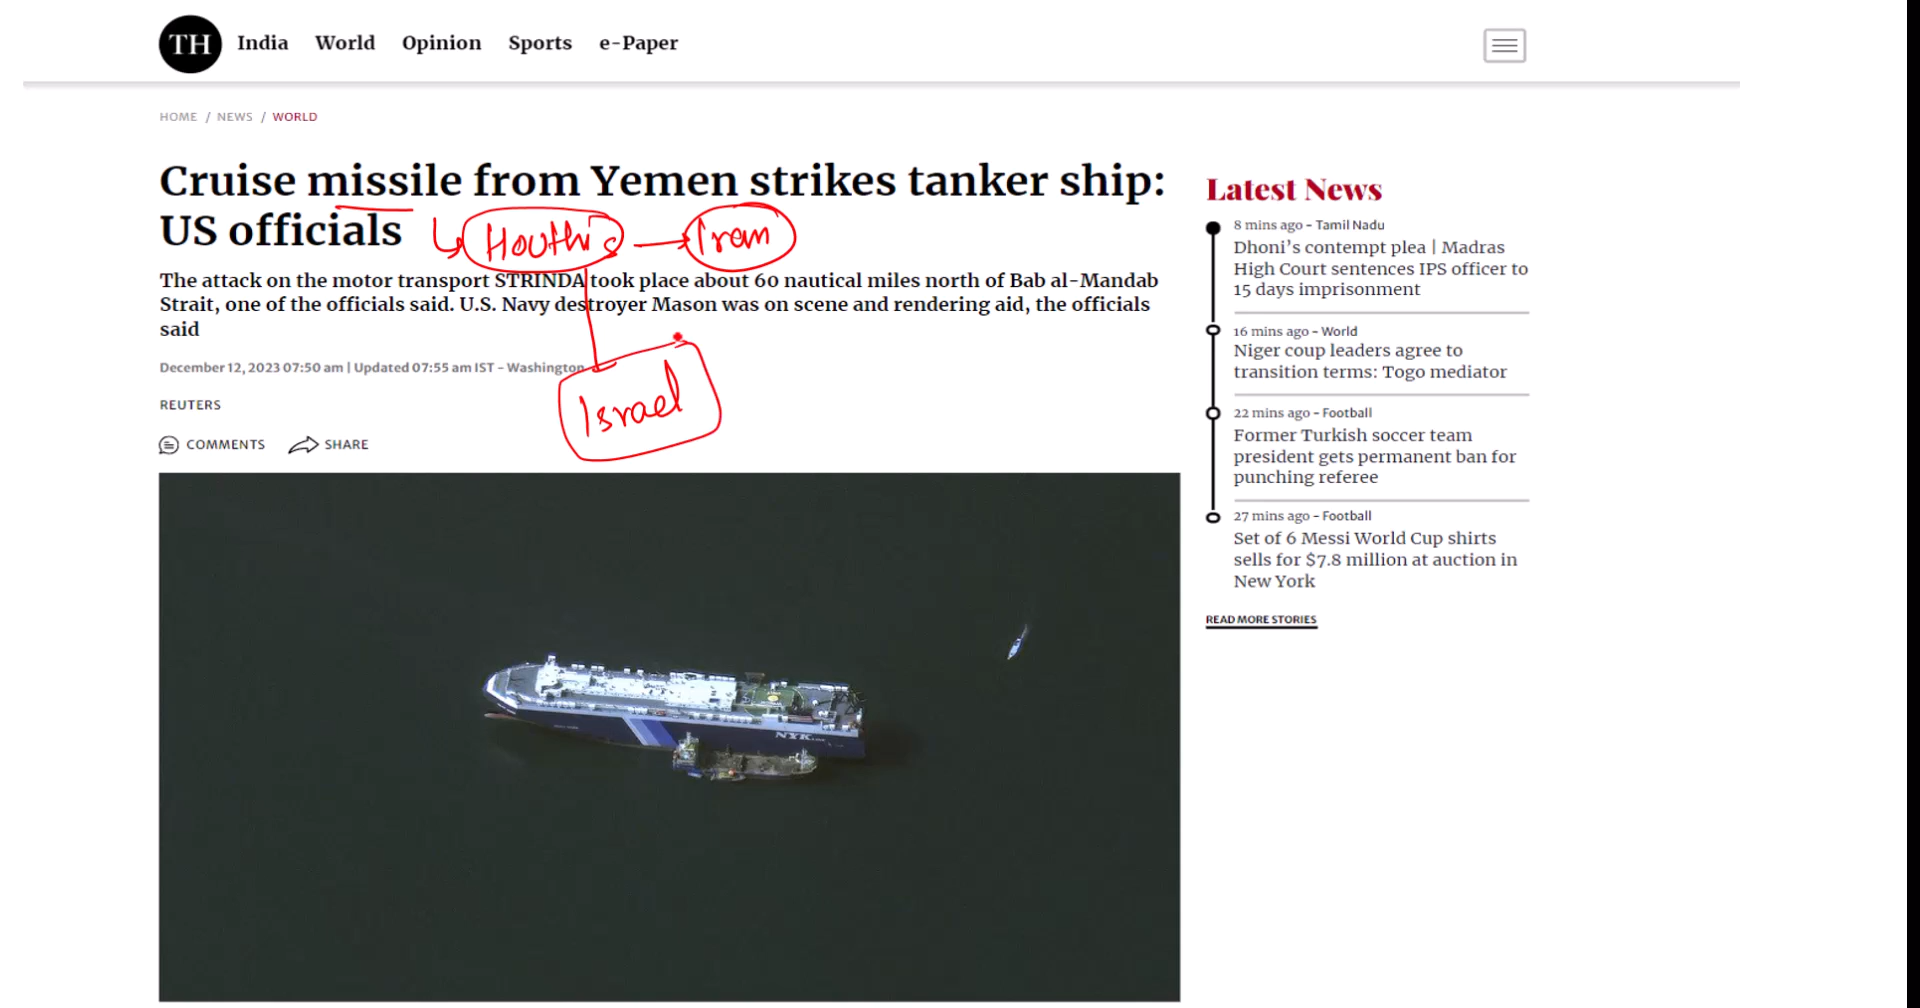 TH India World Opinion Sports e-Paper
HOME / NEWS / WORLD
Cruise missile from Yemen strikes tanker ship:
US officials
Houthis
Iran
The attack on the motor transport STRINDA took place about 60 nautical miles north of Bab al-Mandab
Strait, one of the officials said. U.S. Navy destroyer Mason was on scene and rendering aid, the officials
said
December 12, 2023 07:50 am | Updated 07:55 am IST - Washington
Israel
REUTERS
COMMENTS SHARE
NYK
Latest News
8 mins ago - Tamil Nadu
Dhoni’s contempt plea | Madras
High Court sentences IPS officer to
15 days imprisonment
16 mins ago - World
Niger coup leaders agree to
transition terms: Togo mediator
22 mins ago - Football
Former Turkish soccer team
president gets permanent ban for
punching referee
27 mins ago - Football
Set of 6 Messi World Cup shirts
sells for $7.8 million at auction in
New York
READ MORE STORIES